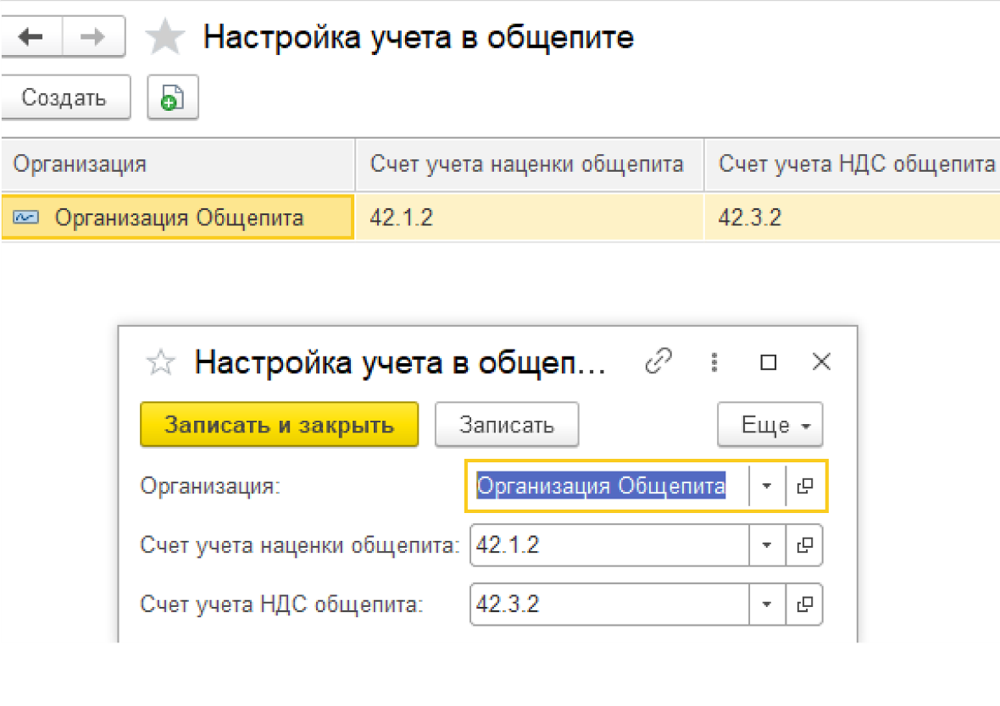 Настройка учета в общепите
Создать
Организация Счет учета наценки общепита Счет учета НДС общепита
Организация Общепита 42.1.2 42.3.2
Настройка учета в общеп...
Записать и закрыть Записать Еще
Организация: Организация Общепита
Счет учета наценки общепита: 42.1.2
Счет учета НДС общепита: 42.3.2